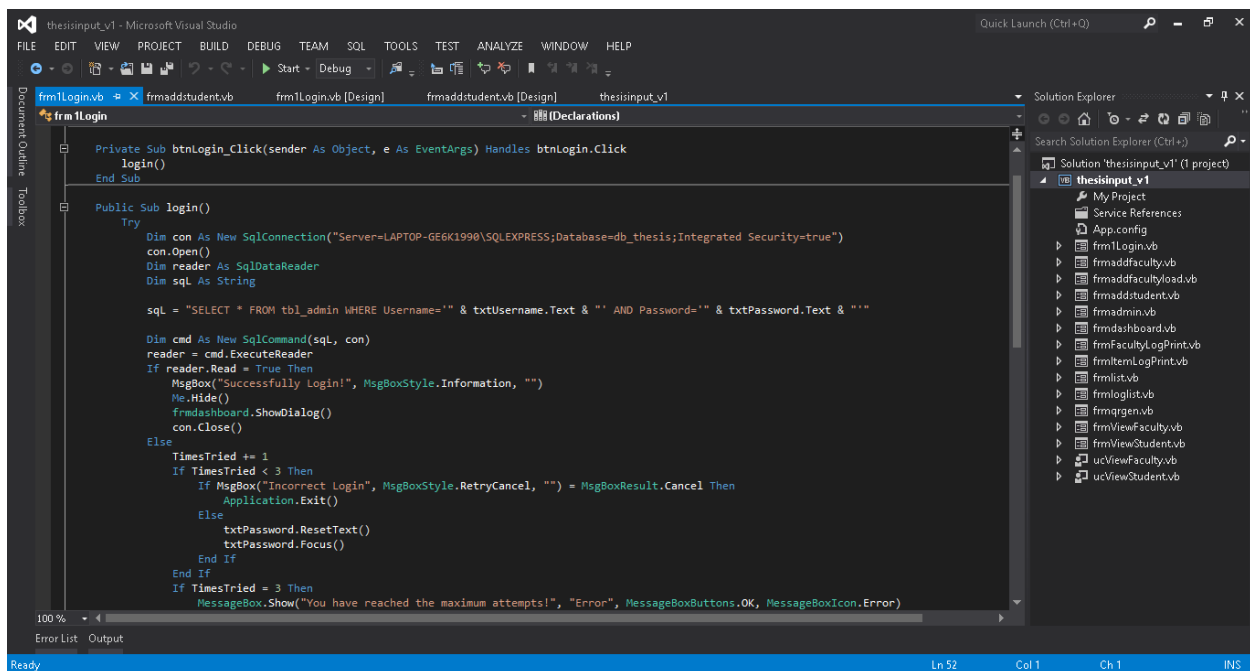 thesisinput_v1 - Microsoft Visual Studio
Quick Launch (Ctrl+Q)
FILE EDIT VIEW PROJECT BUILD DEBUG TEAM SQL TOOLS TEST ANALYZE WINDOW HELP
Start Debug
Document Outline
Toolbox
frm1Login.vb frmaddstudent.vb frm1Login.vb [Design] frmaddstudent.vb [Design] thesisinput_v1
frm1Login (Declarations)
Private Sub btnLogin_Click(sender As Object, e As EventArgs) Handles btnLogin.Click
login()
End Sub
Public Sub login()
Try
Dim con As New SqlConnection("Server=LAPTOP-GE6K1990\SQLEXPRESS;Database=db_thesis;Integrated Security=true")
con.Open()
Dim reader As SqlDataReader
Dim sqL As String
sqL = "SELECT * FROM tbl_admin WHERE Username='" & txtUsername.Text & "' AND Password='" & txtPassword.Text & "'"
Dim cmd As New SqlCommand(sqL, con)
reader = cmd.ExecuteReader
If reader.Read = True Then
MsgBox("Successfully Login!", MsgBoxStyle.Information, "")
Me.Hide()
frmdashboard.ShowDialog()
con.Close()
Else
TimesTried += 1
If TimesTried < 3 Then
If MsgBox("Incorrect Login", MsgBoxStyle.RetryCancel, "") = MsgBoxResult.Cancel Then
Application.Exit()
Else
txtPassword.ResetText()
txtPassword.Focus()
End If
End If
If TimesTried = 3 Then
MessageBox.Show("You have reached the maximum attempts!", "Error", MessageBoxButtons.OK, MessageBoxIcon.Error)
100 %
Solution Explorer
Search Solution Explorer (Ctrl+;)
Solution 'thesisinput_v1' (1 project)
VB thesisinput_v1
My Project
Service References
App.config
frm1Login.vb
frmaddfaculty.vb
frmaddfacultyload.vb
frmaddstudent.vb
frmadmin.vb
frmdashboard.vb
frmFacultyLogPrint.vb
frmItemLogPrint.vb
frmlist.vb
frmloglist.vb
frmqrgen.vb
frmViewFaculty.vb
frmViewStudent.vb
ucViewFaculty.vb
ucViewStudent.vb
Error List Output
Ready Ln 52 Col 1 Ch 1 INS